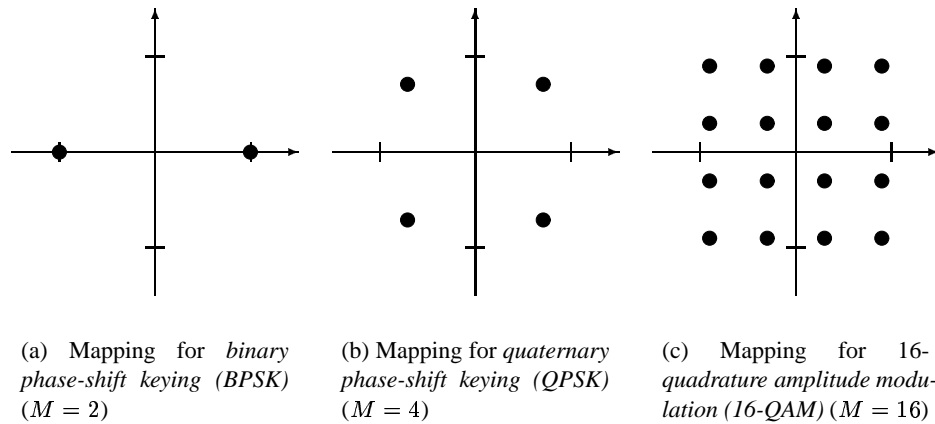 (a) Mapping for binary
phase-shift keying (BPSK)
(M = 2)
(b) Mapping for quaternary
phase-shift keying (QPSK)
(M = 4)
(c) Mapping for 16-
quadrature amplitude modu-
lation (16-QAM) (M = 16)